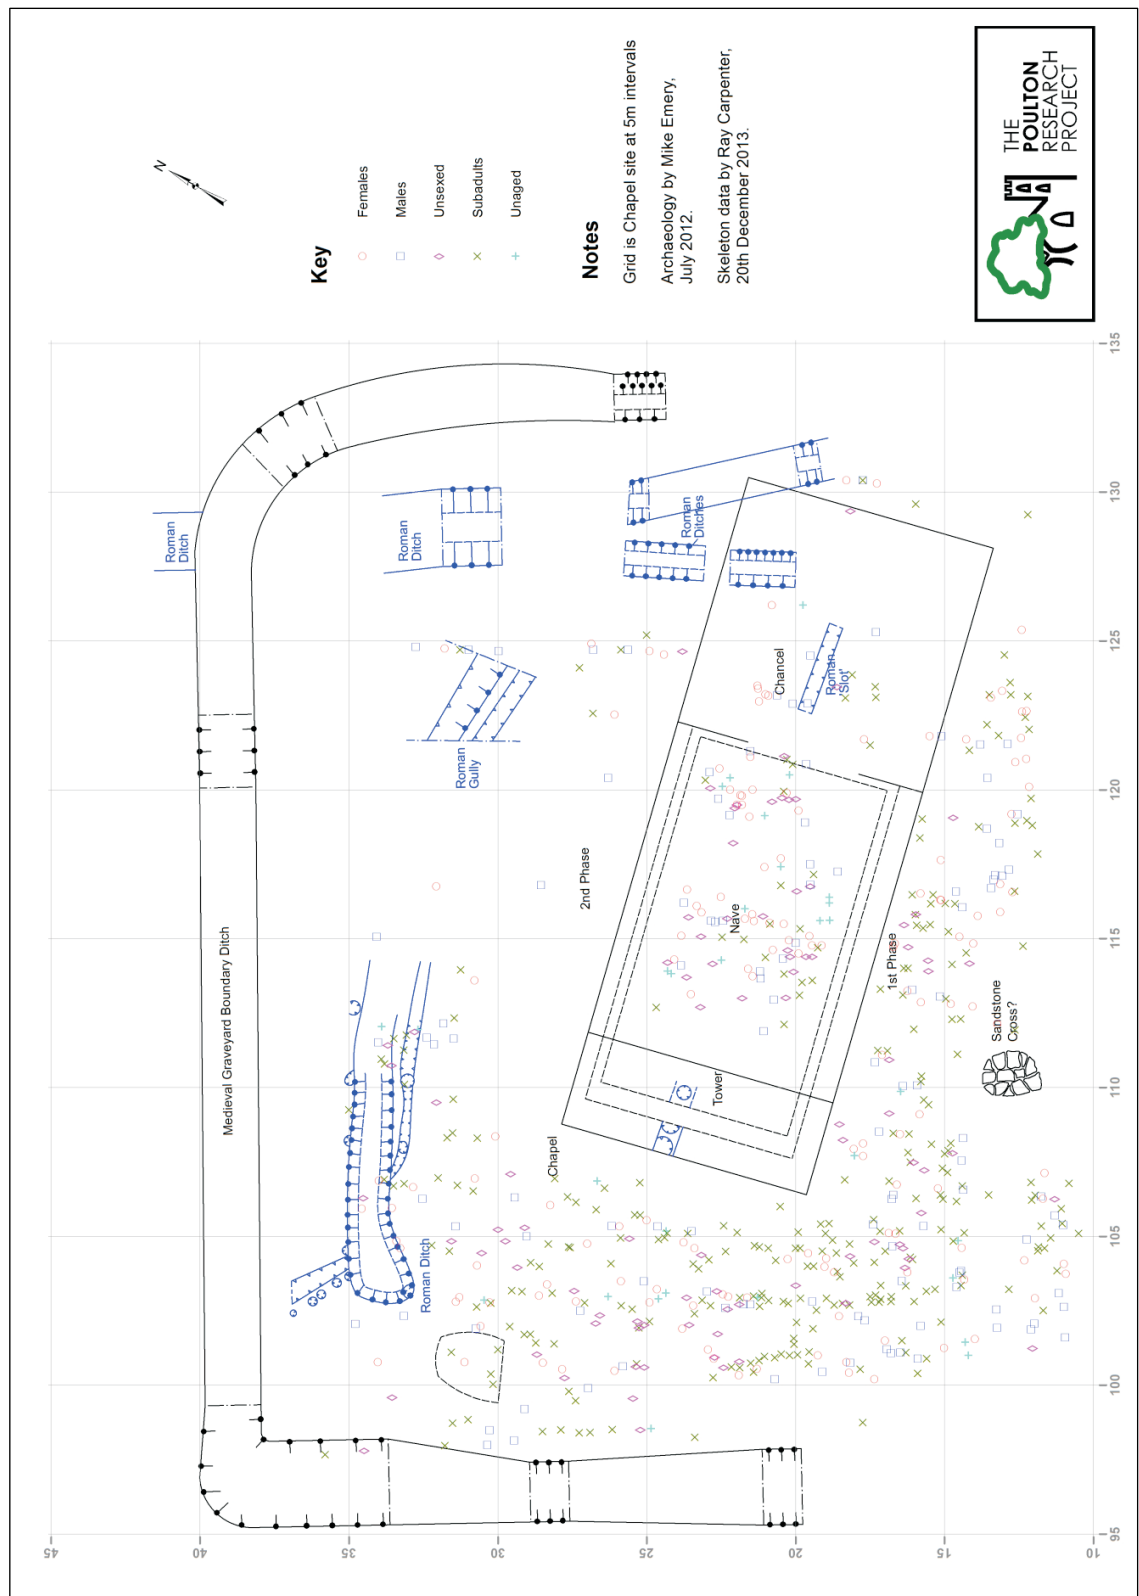 N
Key
Females
Males
Unsexed
Subadults
Unaged
Notes
Grid is Chapel site at 5m intervals
Archaeology by Mike Emery,
July 2012.
Skeleton data by Ray Carpenter,
20th December 2013.
THE
POULTON
RESEARCH
PROJECT
Roman
Ditch
Roman
Ditch
Roman
Ditches
Roman
Gully
Chancel
Roman
'Slot'
2nd Phase
Medieval Graveyard Boundary Ditch
Nave
1st Phase
Sandstone
Cross?
Tower
Chapel
Roman Ditch
45
40
35
30
25
20
15
10
95
100
105
110
115
120
125
130
135